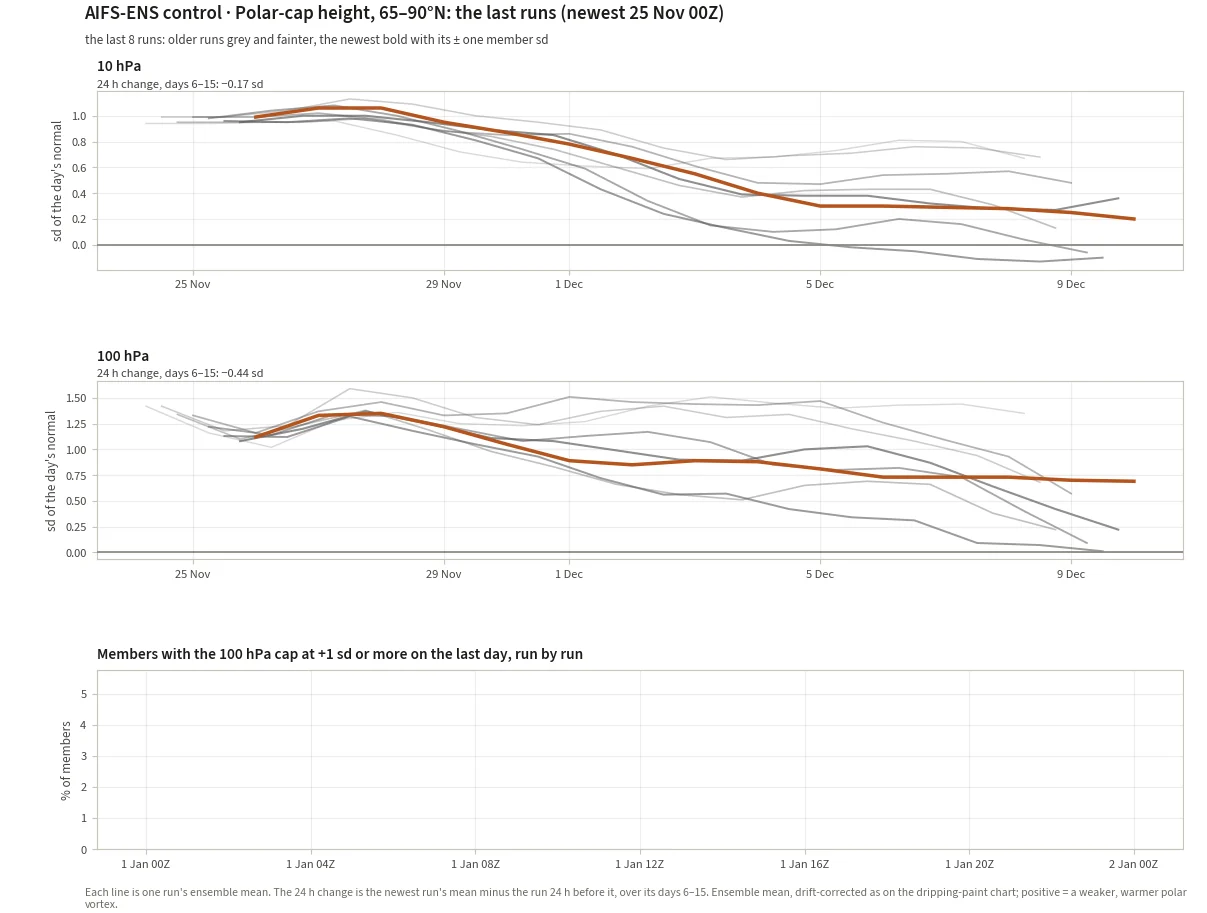 AIFS-ENS control · Polar-cap height, 65–90°N: the last runs (newest 25 Nov 00Z)
the last 8 runs: older runs grey and fainter, the newest bold with its ± one member sd
10 hPa
24 h change, days 6–15: −0.17 sd
sd of the day's normal
1.0
0.8
0.6
0.4
0.2
0.0
25 Nov
29 Nov
1 Dec
5 Dec
9 Dec
100 hPa
24 h change, days 6–15: −0.44 sd
sd of the day's normal
1.50
1.25
1.00
0.75
0.50
0.25
0.00
25 Nov
29 Nov
1 Dec
5 Dec
9 Dec
Members with the 100 hPa cap at +1 sd or more on the last day, run by run
% of members
5
4
3
2
1
0
1 Jan 00Z
1 Jan 04Z
1 Jan 08Z
1 Jan 12Z
1 Jan 16Z
1 Jan 20Z
2 Jan 00Z
Each line is one run's ensemble mean. The 24 h change is the newest run's mean minus the run 24 h before it, over its days 6–15. Ensemble mean, drift-corrected as on the dripping-paint chart; positive = a weaker, warmer polar
vortex.